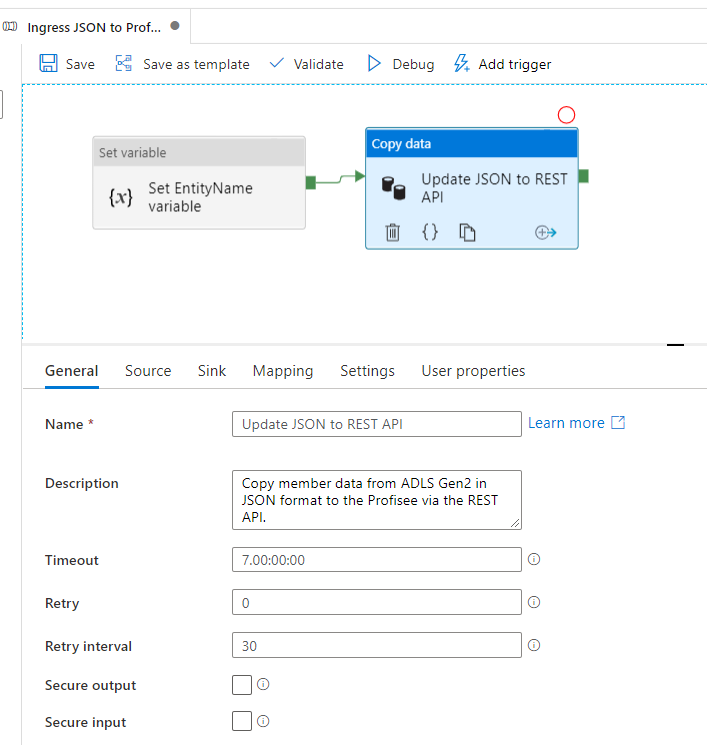 Ingress JSON to Prof...
Save
Save as template
Validate
Debug
Add trigger
Set variable
{x}
Set EntityName
variable
Copy data
Update JSON to REST
API
{}
General
Source
Sink
Mapping
Settings
User properties
Name *
Update JSON to REST API
Learn more
Description
Copy member data from ADLS Gen2 in
JSON format to the Profisee via the REST
API.
Timeout
7.00:00:00
Retry
0
Retry interval
30
Secure output
Secure input